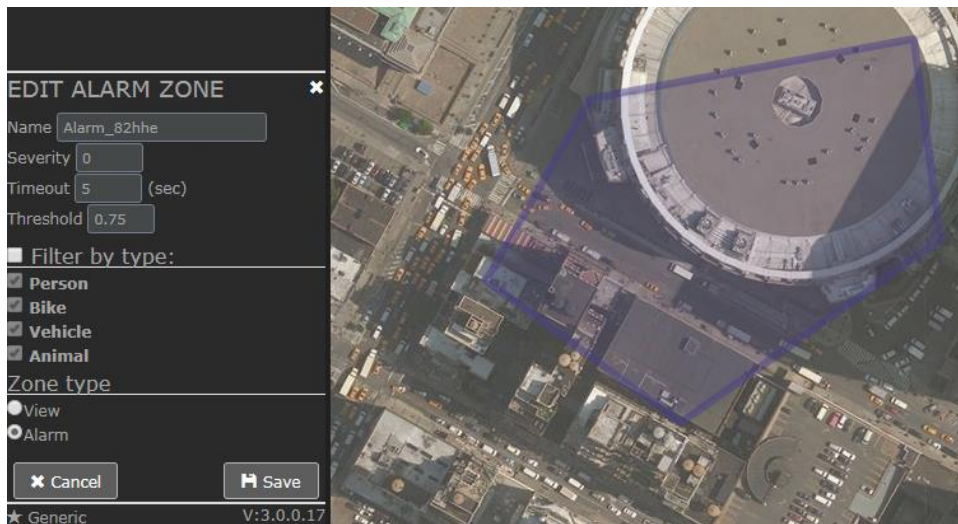 EDIT ALARM ZONE ✖
Name Alarm_82hhe
Severity 0
Timeout 5 (sec)
Threshold 0.75
Filter by type:
Person
Bike
Vehicle
Animal
Zone type
View
Alarm
✖ Cancel Save
★ Generic V:3.0.0.17